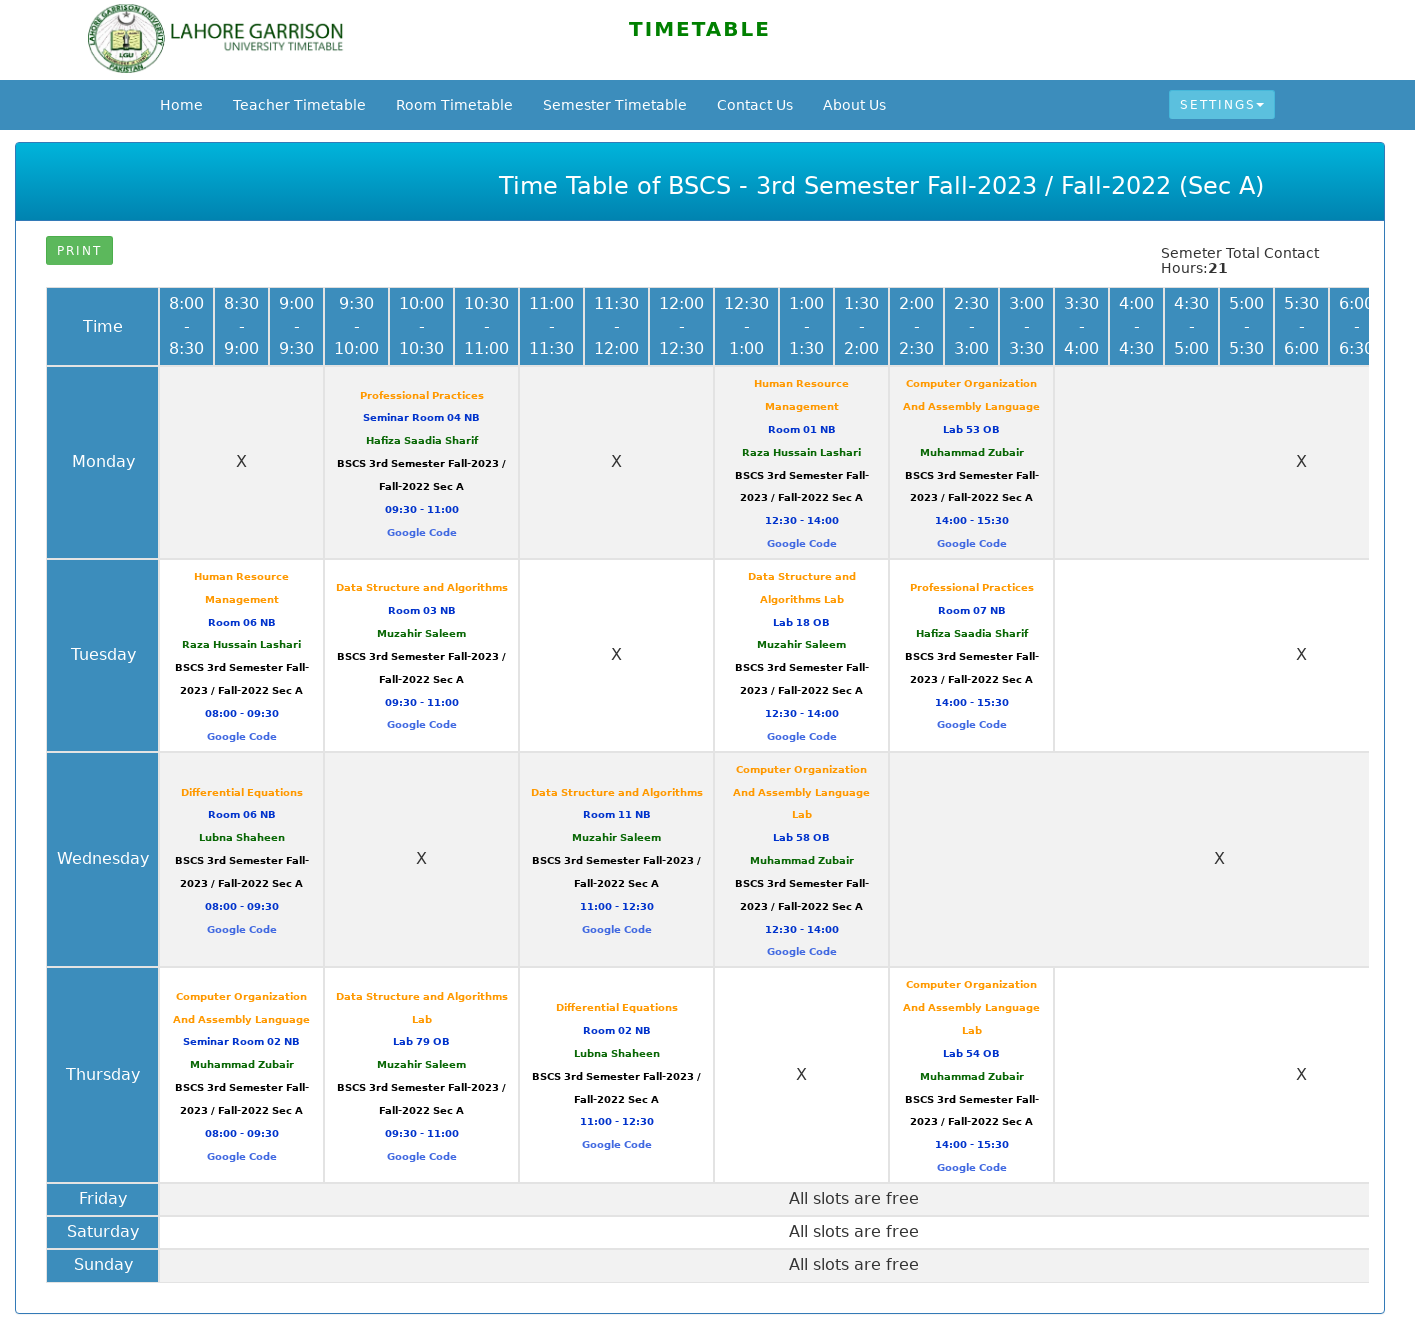 LAHORE GARRISON
UNIVERSITY TIMETABLE
TIMETABLE
Home Teacher Timetable Room Timetable Semester Timetable Contact Us About Us SETTINGS
Time Table of BSCS - 3rd Semester Fall-2023 / Fall-2022 (Sec A)
PRINT
Semeter Total Contact
Hours:21
Time
8:00 - 8:30
8:30 - 9:00
9:00 - 9:30
9:30 - 10:00
10:00 - 10:30
10:30 - 11:00
11:00 - 11:30
11:30 - 12:00
12:00 - 12:30
12:30 - 1:00
1:00 - 1:30
1:30 - 2:00
2:00 - 2:30
2:30 - 3:00
3:00 - 3:30
3:30 - 4:00
4:00 - 4:30
4:30 - 5:00
5:00 - 5:30
5:30 - 6:00
6:00 - 6:30
Monday
X
Professional Practices
Seminar Room 04 NB
Hafiza Saadia Sharif
BSCS 3rd Semester Fall-2023 /
Fall-2022 Sec A
09:30 - 11:00
Google Code
X
Human Resource
Management
Room 01 NB
Raza Hussain Lashari
BSCS 3rd Semester Fall-
2023 / Fall-2022 Sec A
12:30 - 14:00
Google Code
Computer Organization
And Assembly Language
Lab 53 OB
Muhammad Zubair
BSCS 3rd Semester Fall-
2023 / Fall-2022 Sec A
14:00 - 15:30
Google Code
X
Tuesday
Human Resource
Management
Room 06 NB
Raza Hussain Lashari
BSCS 3rd Semester Fall-
2023 / Fall-2022 Sec A
08:00 - 09:30
Google Code
Data Structure and Algorithms
Room 03 NB
Muzahir Saleem
BSCS 3rd Semester Fall-2023 /
Fall-2022 Sec A
09:30 - 11:00
Google Code
X
Data Structure and
Algorithms Lab
Lab 18 OB
Muzahir Saleem
BSCS 3rd Semester Fall-
2023 / Fall-2022 Sec A
12:30 - 14:00
Google Code
Professional Practices
Room 07 NB
Hafiza Saadia Sharif
BSCS 3rd Semester Fall-
2023 / Fall-2022 Sec A
14:00 - 15:30
Google Code
X
Wednesday
Differential Equations
Room 06 NB
Lubna Shaheen
BSCS 3rd Semester Fall-
2023 / Fall-2022 Sec A
08:00 - 09:30
Google Code
X
Data Structure and Algorithms
Room 11 NB
Muzahir Saleem
BSCS 3rd Semester Fall-2023 /
Fall-2022 Sec A
11:00 - 12:30
Google Code
Computer Organization
And Assembly Language
Lab
Lab 58 OB
Muhammad Zubair
BSCS 3rd Semester Fall-
2023 / Fall-2022 Sec A
12:30 - 14:00
Google Code
X
Thursday
Computer Organization
And Assembly Language
Seminar Room 02 NB
Muhammad Zubair
BSCS 3rd Semester Fall-
2023 / Fall-2022 Sec A
08:00 - 09:30
Google Code
Data Structure and Algorithms
Lab
Lab 79 OB
Muzahir Saleem
BSCS 3rd Semester Fall-2023 /
Fall-2022 Sec A
09:30 - 11:00
Google Code
Differential Equations
Room 02 NB
Lubna Shaheen
BSCS 3rd Semester Fall-2023 /
Fall-2022 Sec A
11:00 - 12:30
Google Code
X
Computer Organization
And Assembly Language
Lab
Lab 54 OB
Muhammad Zubair
BSCS 3rd Semester Fall-
2023 / Fall-2022 Sec A
14:00 - 15:30
Google Code
X
Friday
All slots are free
Saturday
All slots are free
Sunday
All slots are free